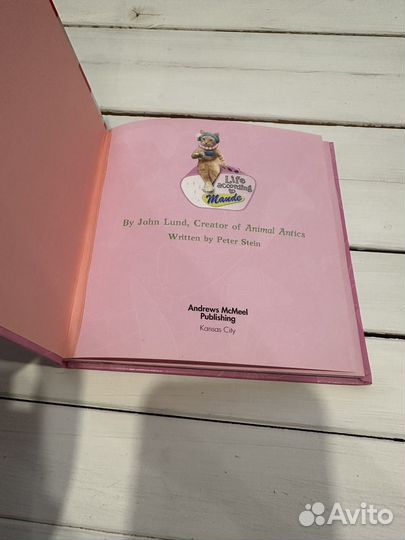 Life
according
to
Maude
By John Lund, Creator of Animal Antics
Written by Peter Stein
Andrews McMeel
Publishing
Kansas City
Avito